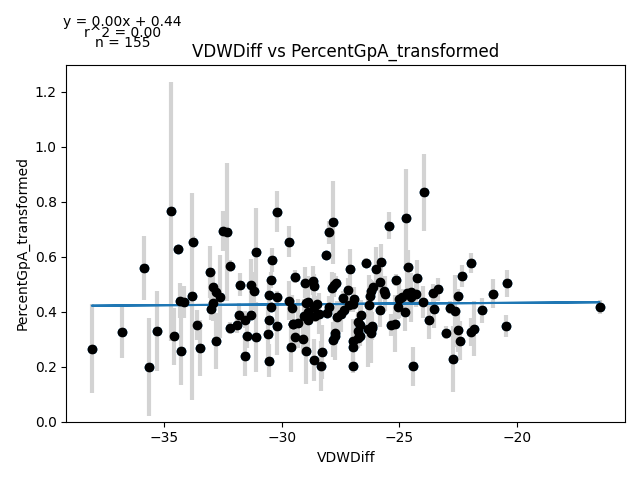 y = 0.00x + 0.44
r^2 = 0.00
n = 155
VDWDiff vs PercentGpA_transformed
PercentGpA_transformed
1.2
1.0
0.8
0.6
0.4
0.2
0.0
−35
−30
−25
−20
VDWDiff